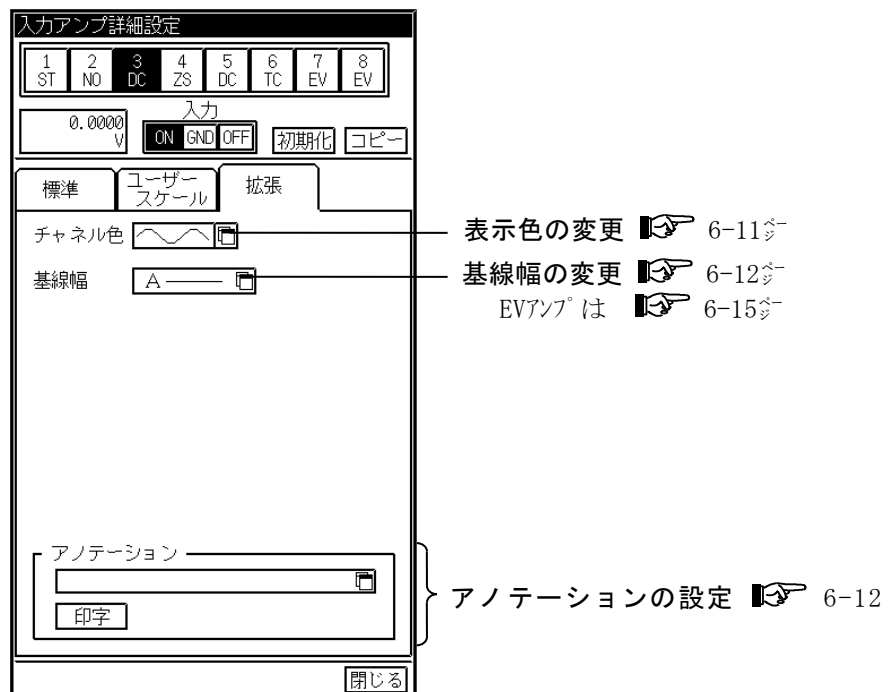 入力アンプ詳細設定
1 2 3 4 5 6 7 8
ST NO DC ZS DC TC EV EV
入力
0.0000
V
ON GND OFF 初期化 コピー
標準 ユーザースケール 拡張
チャネル色 表示色の変更 6-11ページ
基線幅 A 基線幅の変更 6-12ページ
EVアンプは 6-15ページ
アノテーション
アノテーションの設定 6-12
印字
閉じる